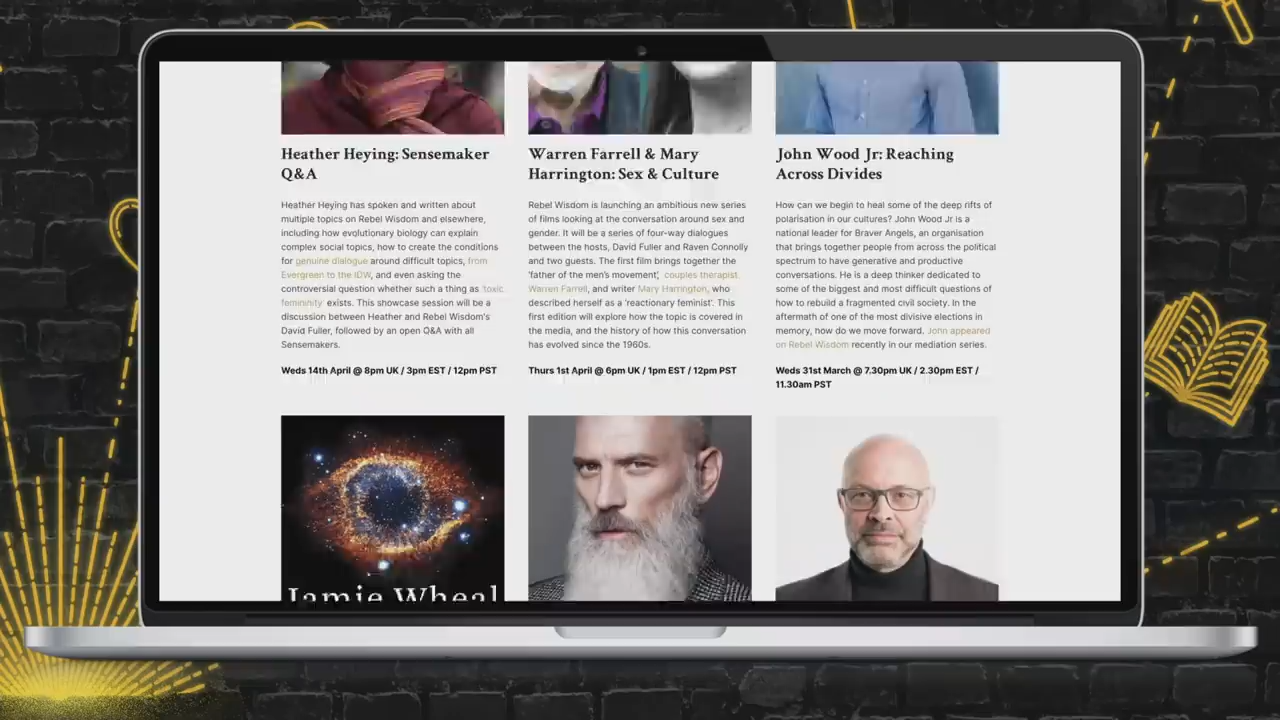 Heather Heying: Sensemaker
Q&A
Heather Heying has spoken and written about
multiple topics on Rebel Wisdom and elsewhere,
including how evolutionary biology can explain
complex social topics, how to create the conditions
for genuine dialogue around difficult topics, from
Evergreen to the IDW, and even asking the
controversial question whether such a thing as 'toxic
femininity' exists. This showcase session will be a
discussion between Heather and Rebel Wisdom's
David Fuller, followed by an open Q&A with all
Sensemakers.
Weds 14th April @ 8pm UK / 3pm EST / 12pm PST
Warren Farrell & Mary
Harrington: Sex & Culture
Rebel Wisdom is launching an ambitious new series
of films looking at the conversation around sex and
gender. It will be a series of four-way dialogues
between the hosts, David Fuller and Raven Connolly
and two guests. The first film brings together the
'father of the men's movement', couples therapist
Warren Farrell, and writer Mary Harrington, who
described herself as a 'reactionary feminist'. This
first edition will explore how the topic is covered in
the media, and the history of how this conversation
has evolved since the 1960s.
Thurs 1st April @ 6pm UK / 1pm EST / 12pm PST
John Wood Jr: Reaching
Across Divides
How can we begin to heal some of the deep rifts of
polarisation in our cultures? John Wood Jr is a
national leader for Braver Angels, an organisation
that brings together people from across the political
spectrum to have generative and productive
conversations. He is a deep thinker dedicated to
some of the biggest and most difficult questions of
how to rebuild a fragmented civil society. In the
aftermath of one of the most divisive elections in
memory, how do we move forward. John appeared
on Rebel Wisdom recently in our mediation series.
Weds 31st March @ 7.30pm UK / 2.30pm EST /
11.30am PST
Jamie Wheal